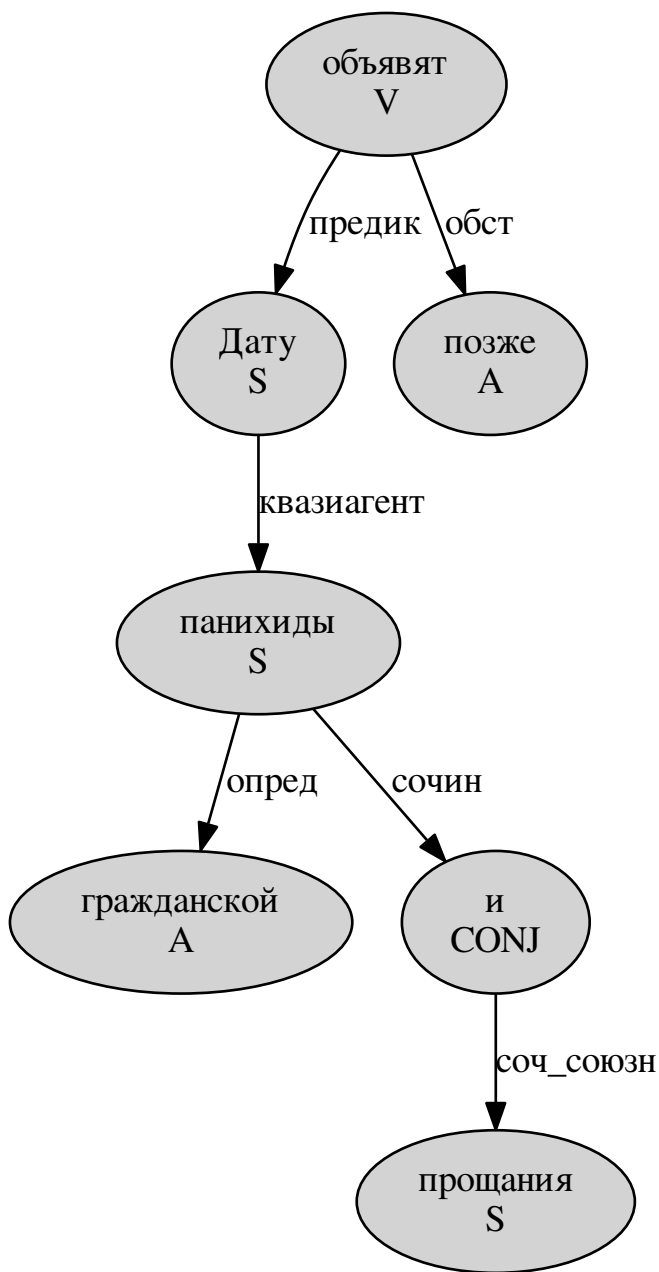 объявят
V
предик
обст
Дату
S
позже
A
квазиагент
панихиды
S
опред
сочин
гражданской
A
и
CONJ
соч_союзн
прощания
S